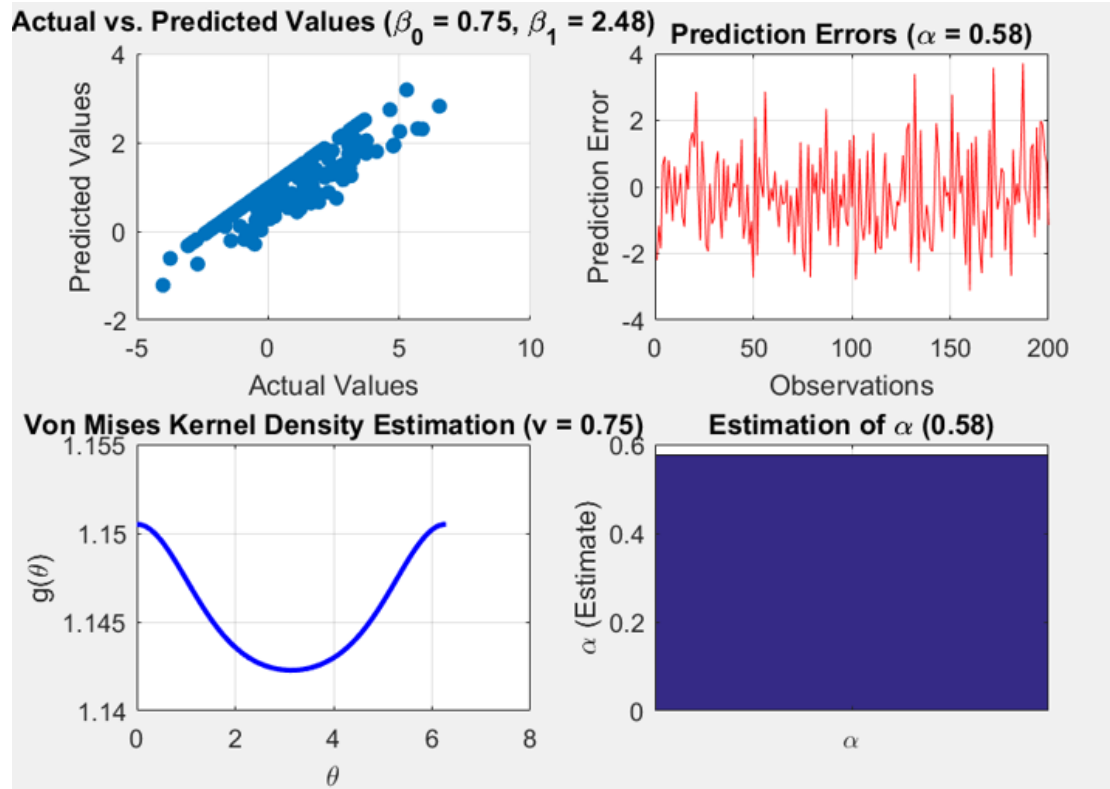 Actual vs. Predicted Values (β₀ = 0.75, β₁ = 2.48)
Predicted Values
4
2
0
-2
-5
0
5
10
Actual Values
Prediction Errors (α = 0.58)
Prediction Error
4
2
0
-2
-4
0
50
100
150
200
Observations
Von Mises Kernel Density Estimation (v = 0.75)
g(θ)
1.155
1.15
1.145
1.14
0
2
4
6
8
θ
Estimation of α (0.58)
α (Estimate)
0.6
0.4
0.2
0
α